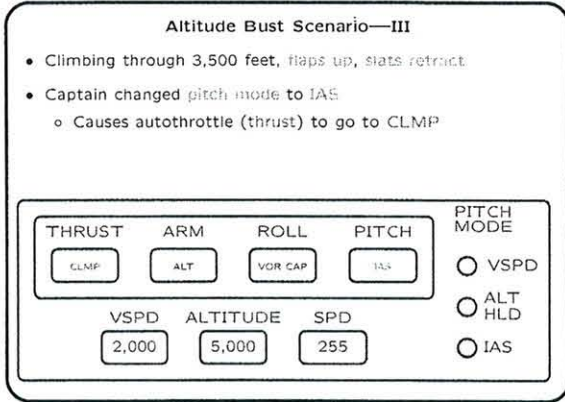 Altitude Bust Scenario—III
• Climbing through 3,500 feet, flaps up, slats retract
• Captain changed pitch mode to IAS
o Causes autothrottle (thrust) to go to CLMP
PITCH
MODE
THRUST ARM ROLL PITCH
CLMP ALT VOR CAP IAS
VSPD
ALT
HLD
IAS
VSPD ALTITUDE SPD
2,000 5,000 255